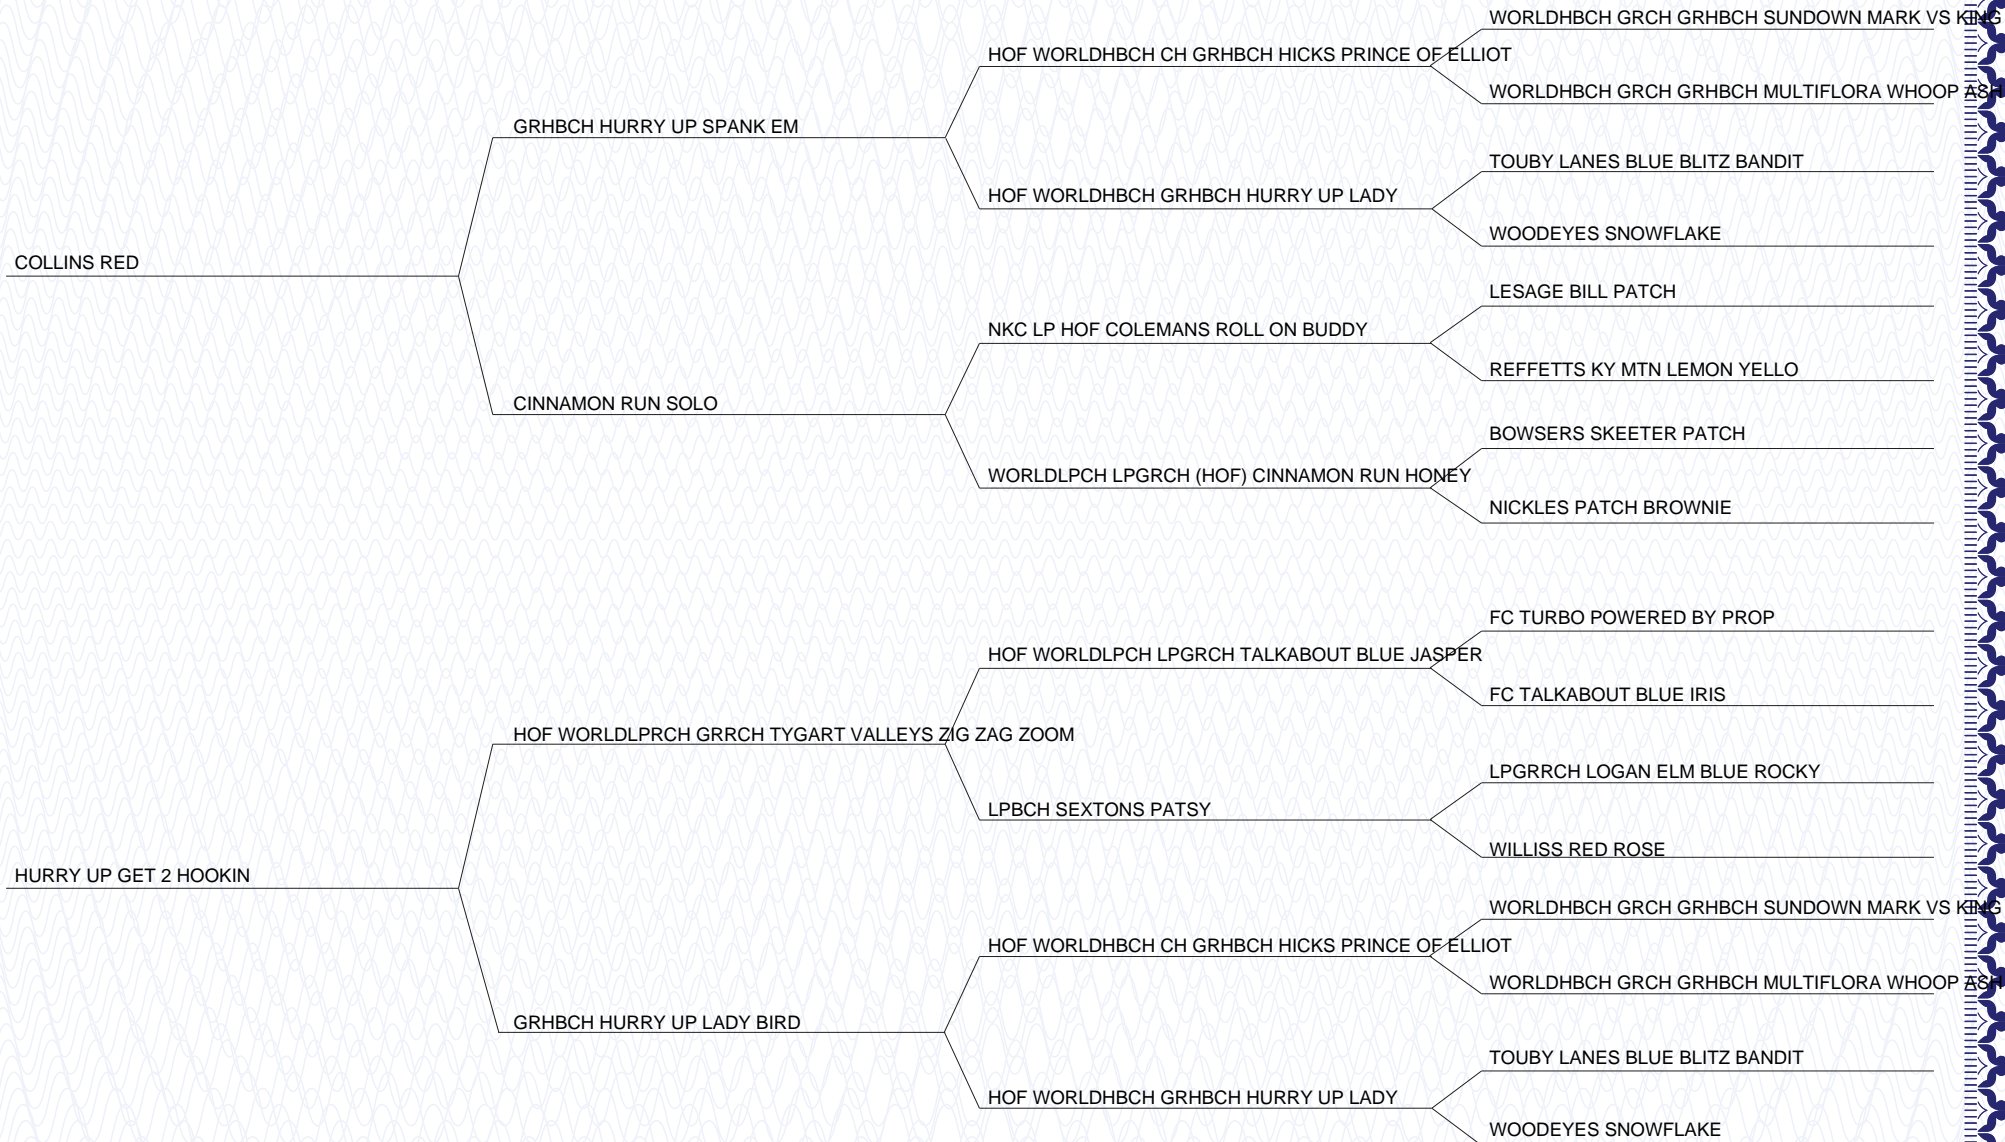 WORLDHBCH GRCH GRHBCH SUNDOWN MARK VS KING
HOF WORLDHBCH CH GRHBCH HICKS PRINCE OF ELLIOT
WORLDHBCH GRCH GRHBCH MULTIFLORA WHOOP ASH
GRHBCH HURRY UP SPANK EM
TOUBY LANES BLUE BLITZ BANDIT
HOF WORLDHBCH GRHBCH HURRY UP LADY
WOODEYES SNOWFLAKE
COLLINS RED
LESAGE BILL PATCH
NKC LP HOF COLEMANS ROLL ON BUDDY
REFFETTS KY MTN LEMON YELLO
CINNAMON RUN SOLO
BOWSERS SKEETER PATCH
WORLDLPCH LPGRCH (HOF) CINNAMON RUN HONEY
NICKLES PATCH BROWNIE
FC TURBO POWERED BY PROP
HOF WORLDLPCH LPGRCH TALKABOUT BLUE JASPER
FC TALKABOUT BLUE IRIS
HOF WORLDLPRCH GRRCH TYGART VALLEYS ZIG ZAG ZOOM
LPGRRCH LOGAN ELM BLUE ROCKY
LPBCH SEXTONS PATSY
WILLISS RED ROSE
HURRY UP GET 2 HOOKIN
WORLDHBCH GRCH GRHBCH SUNDOWN MARK VS KING
HOF WORLDHBCH CH GRHBCH HICKS PRINCE OF ELLIOT
WORLDHBCH GRCH GRHBCH MULTIFLORA WHOOP ASH
GRHBCH HURRY UP LADY BIRD
TOUBY LANES BLUE BLITZ BANDIT
HOF WORLDHBCH GRHBCH HURRY UP LADY
WOODEYES SNOWFLAKE